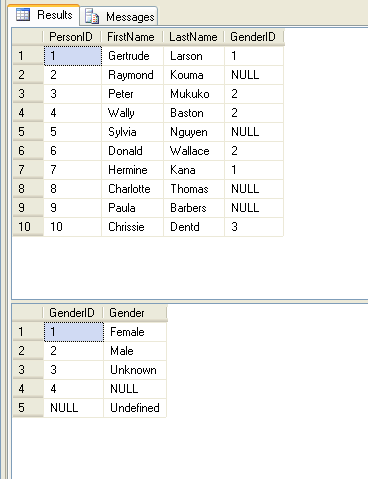 Results Messages
PersonID FirstName LastName GenderID
1 1 Gertrude Larson 1
2 2 Raymond Kouma NULL
3 3 Peter Mukuko 2
4 4 Wally Baston 2
5 5 Sylvia Nguyen NULL
6 6 Donald Wallace 2
7 7 Hermine Kana 1
8 8 Charlotte Thomas NULL
9 9 Paula Barbers NULL
10 10 Chrissie Dentd 3
GenderID Gender
1 1 Female
2 2 Male
3 3 Unknown
4 4 NULL
5 NULL Undefined